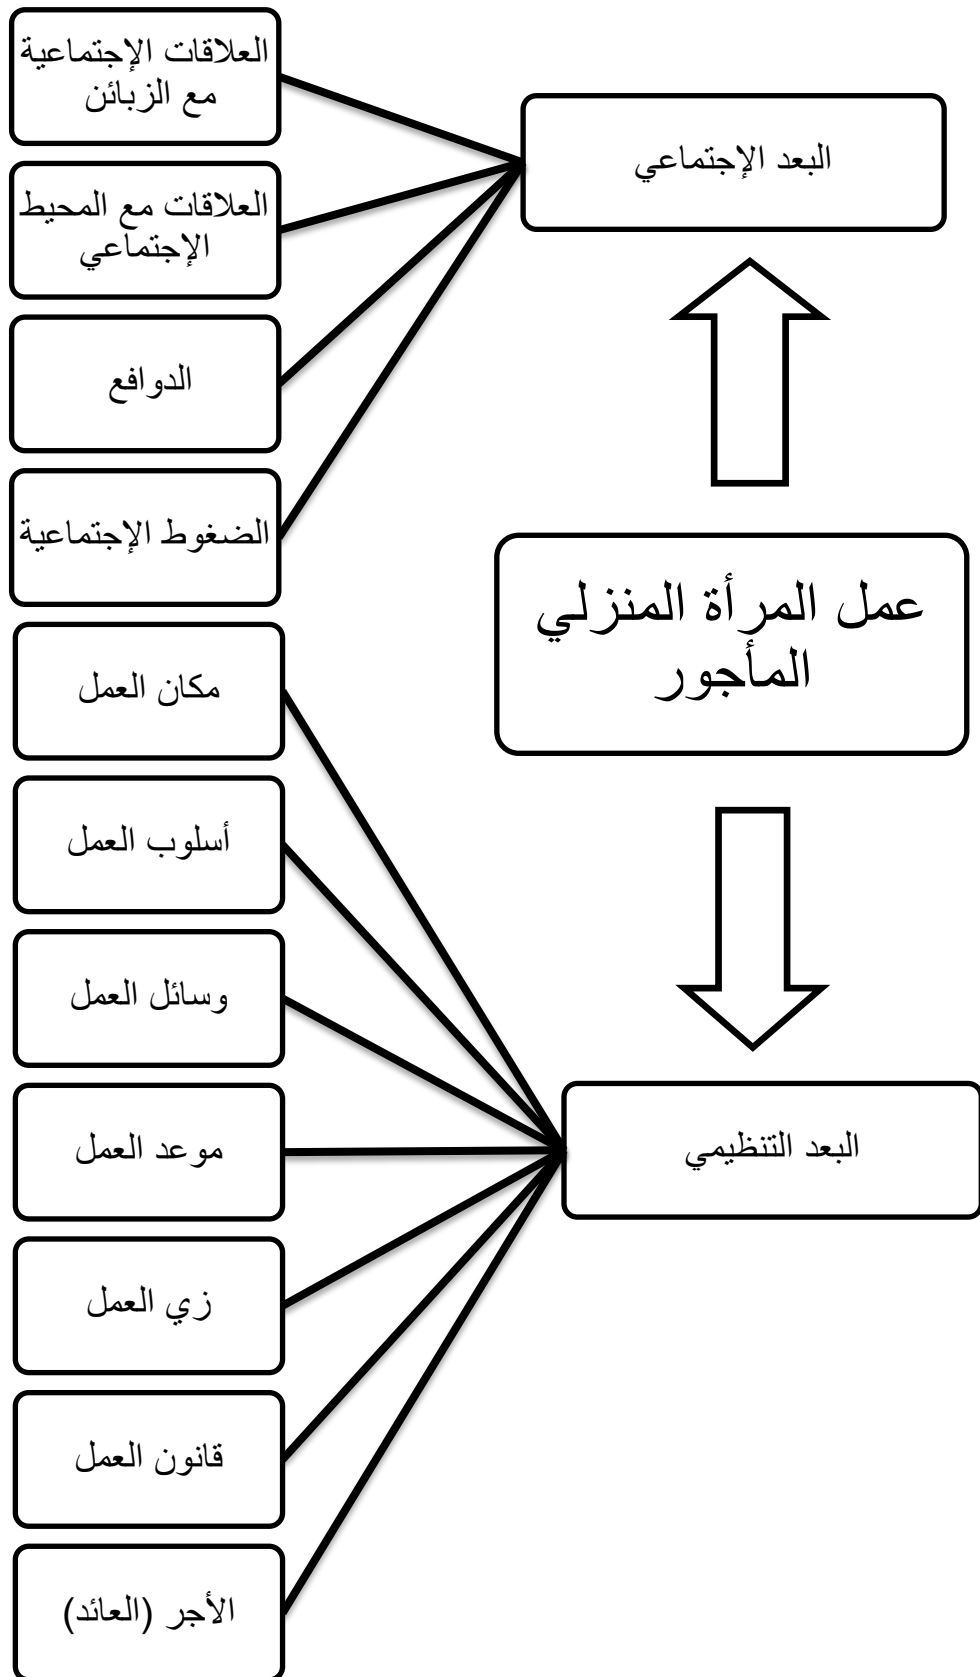 البعد الإجتماعي
العلاقات الإجتماعية
مع الزبائن
العلاقات مع المحيط
الإجتماعي
الدوافع
الضغوط الإجتماعية
عمل المرأة المنزلي
المأجور
البعد التنظيمي
مكان العمل
أسلوب العمل
وسائل العمل
موعد العمل
زي العمل
قانون العمل
الأجر (العائد)